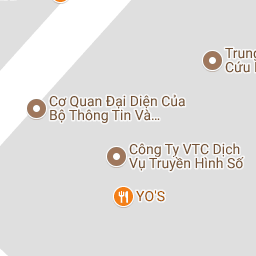 Trung
Cứu
Cơ Quan Đại Diện Của
Bộ Thông Tin Và...
Công Ty VTC Dịch
Vụ Truyền Hình Số
YO'S